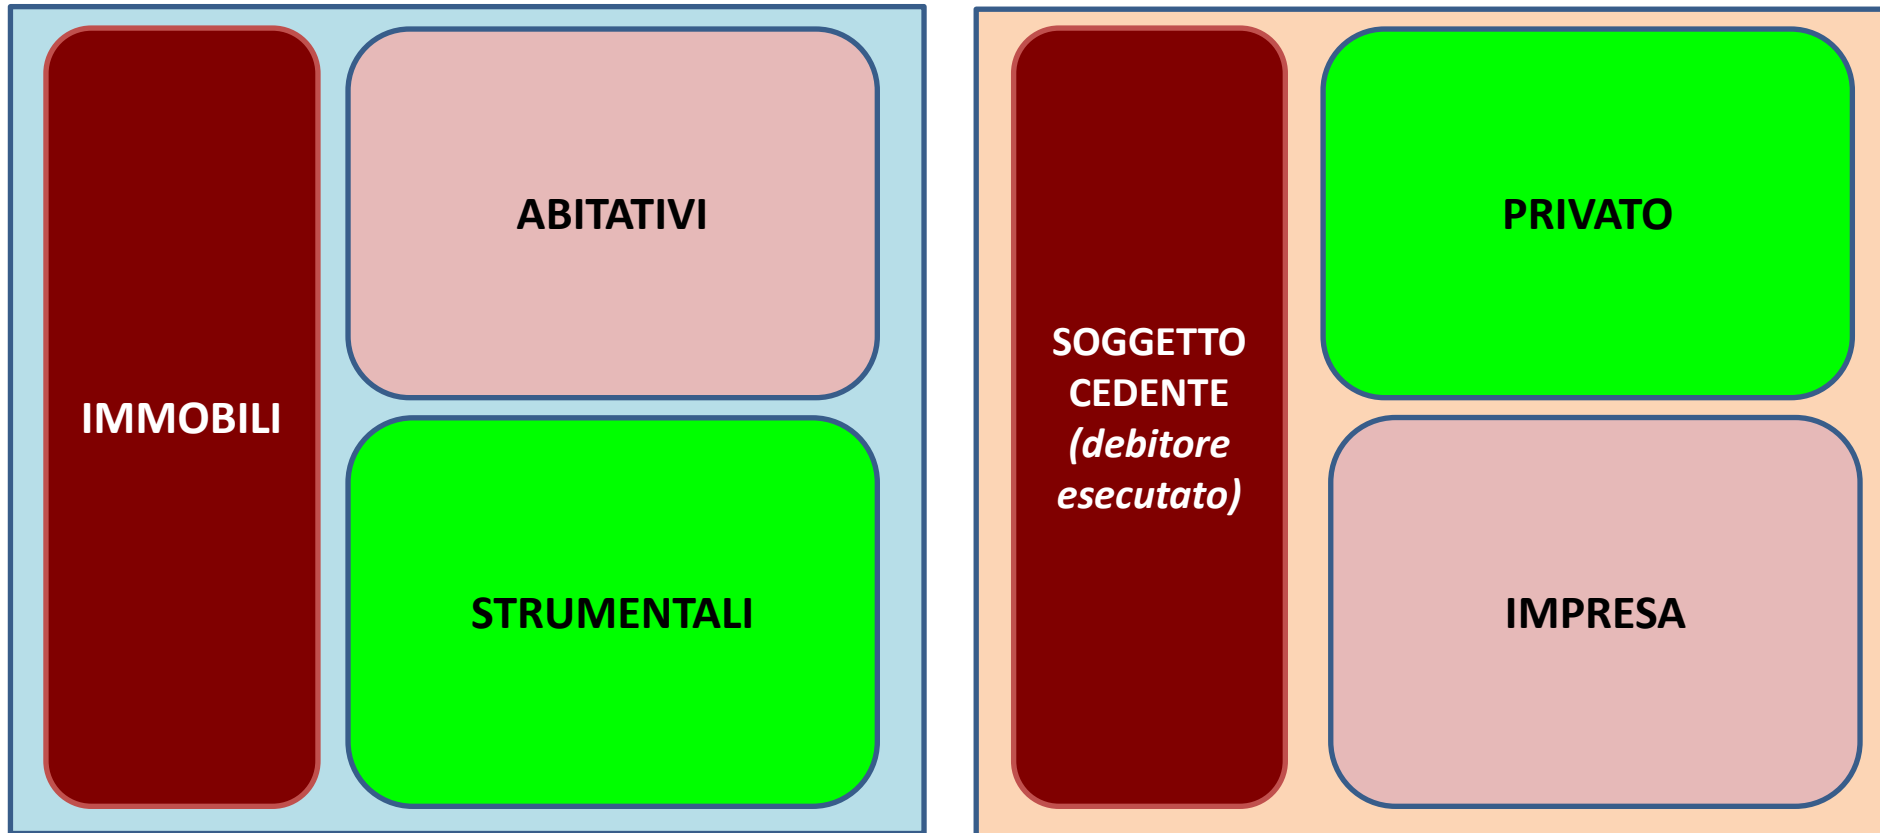 IMMOBILI
ABITATIVI
STRUMENTALI
SOGGETTO
CEDENTE
(debitore
esecutato)
PRIVATO
IMPRESA